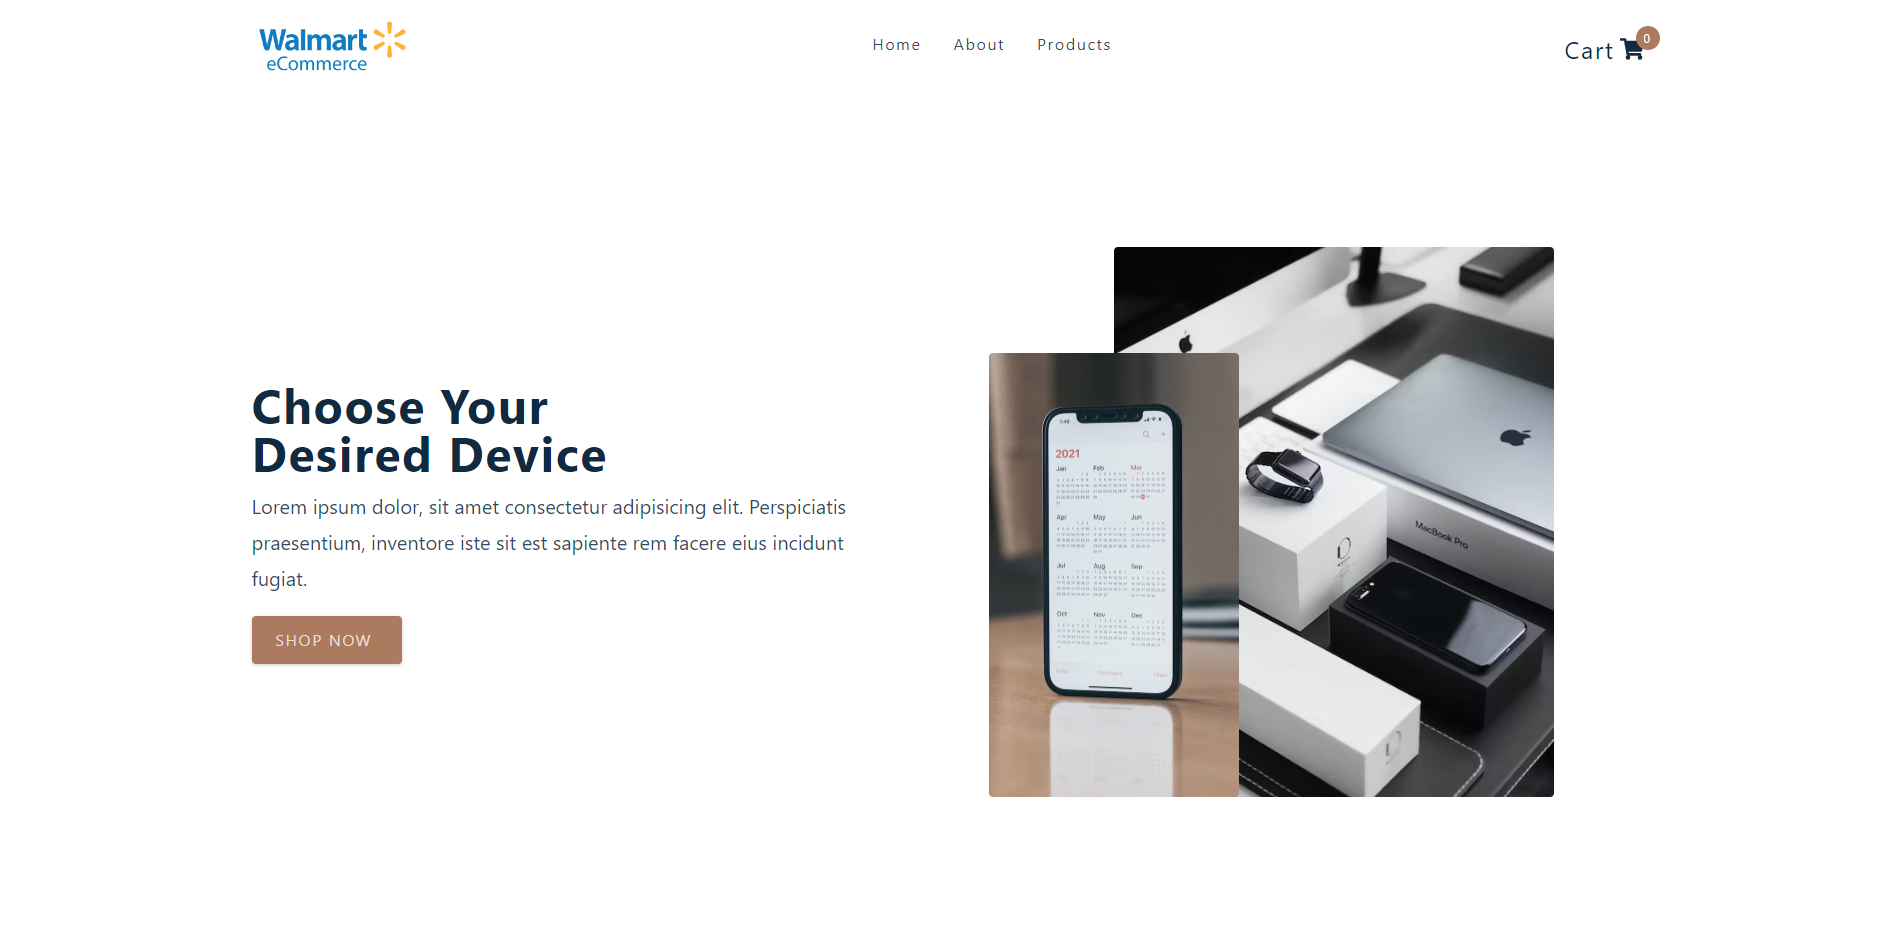 Walmart
eCommerce
Home
About
Products
Cart
0
Choose Your
Desired Device
Lorem ipsum dolor, sit amet consectetur adipisicing elit. Perspiciatis
praesentium, inventore iste sit est sapiente rem facere eius incidunt
fugiat.
SHOP NOW
2021
Jan Feb Mar
Apr May Jun
Jul Aug Sep
Oct Nov Dec
MacBook Pro